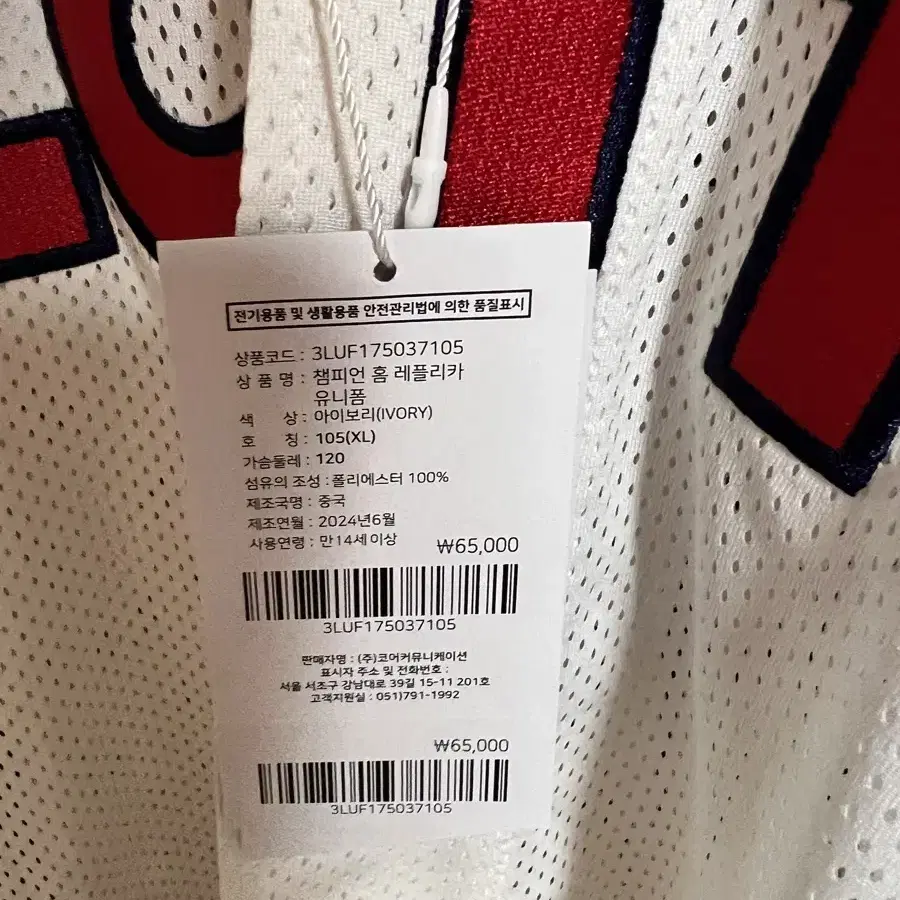 전기용품 및 생활용품 안전관리법에 의한 품질표시
상품코드 : 3LUF175037105
상 품 명 : 챔피언 홈 레플리카
유니폼
색 상 : 아이보리(IVORY)
호 칭 : 105(XL)
가슴둘레 : 120
섬유의 조성 : 폴리에스터 100%
제조국명 : 중국
제조연월 : 2024년6월
사용연령 : 만14세 이상
₩65,000
3LUF175037105
판매자명 : (주)코어커뮤니케이션
표시자 주소 및 전화번호 :
서울 서초구 강남대로 39길 15-11 201호
고객지원실 : 051)791-1992
₩65,000
3LUF175037105